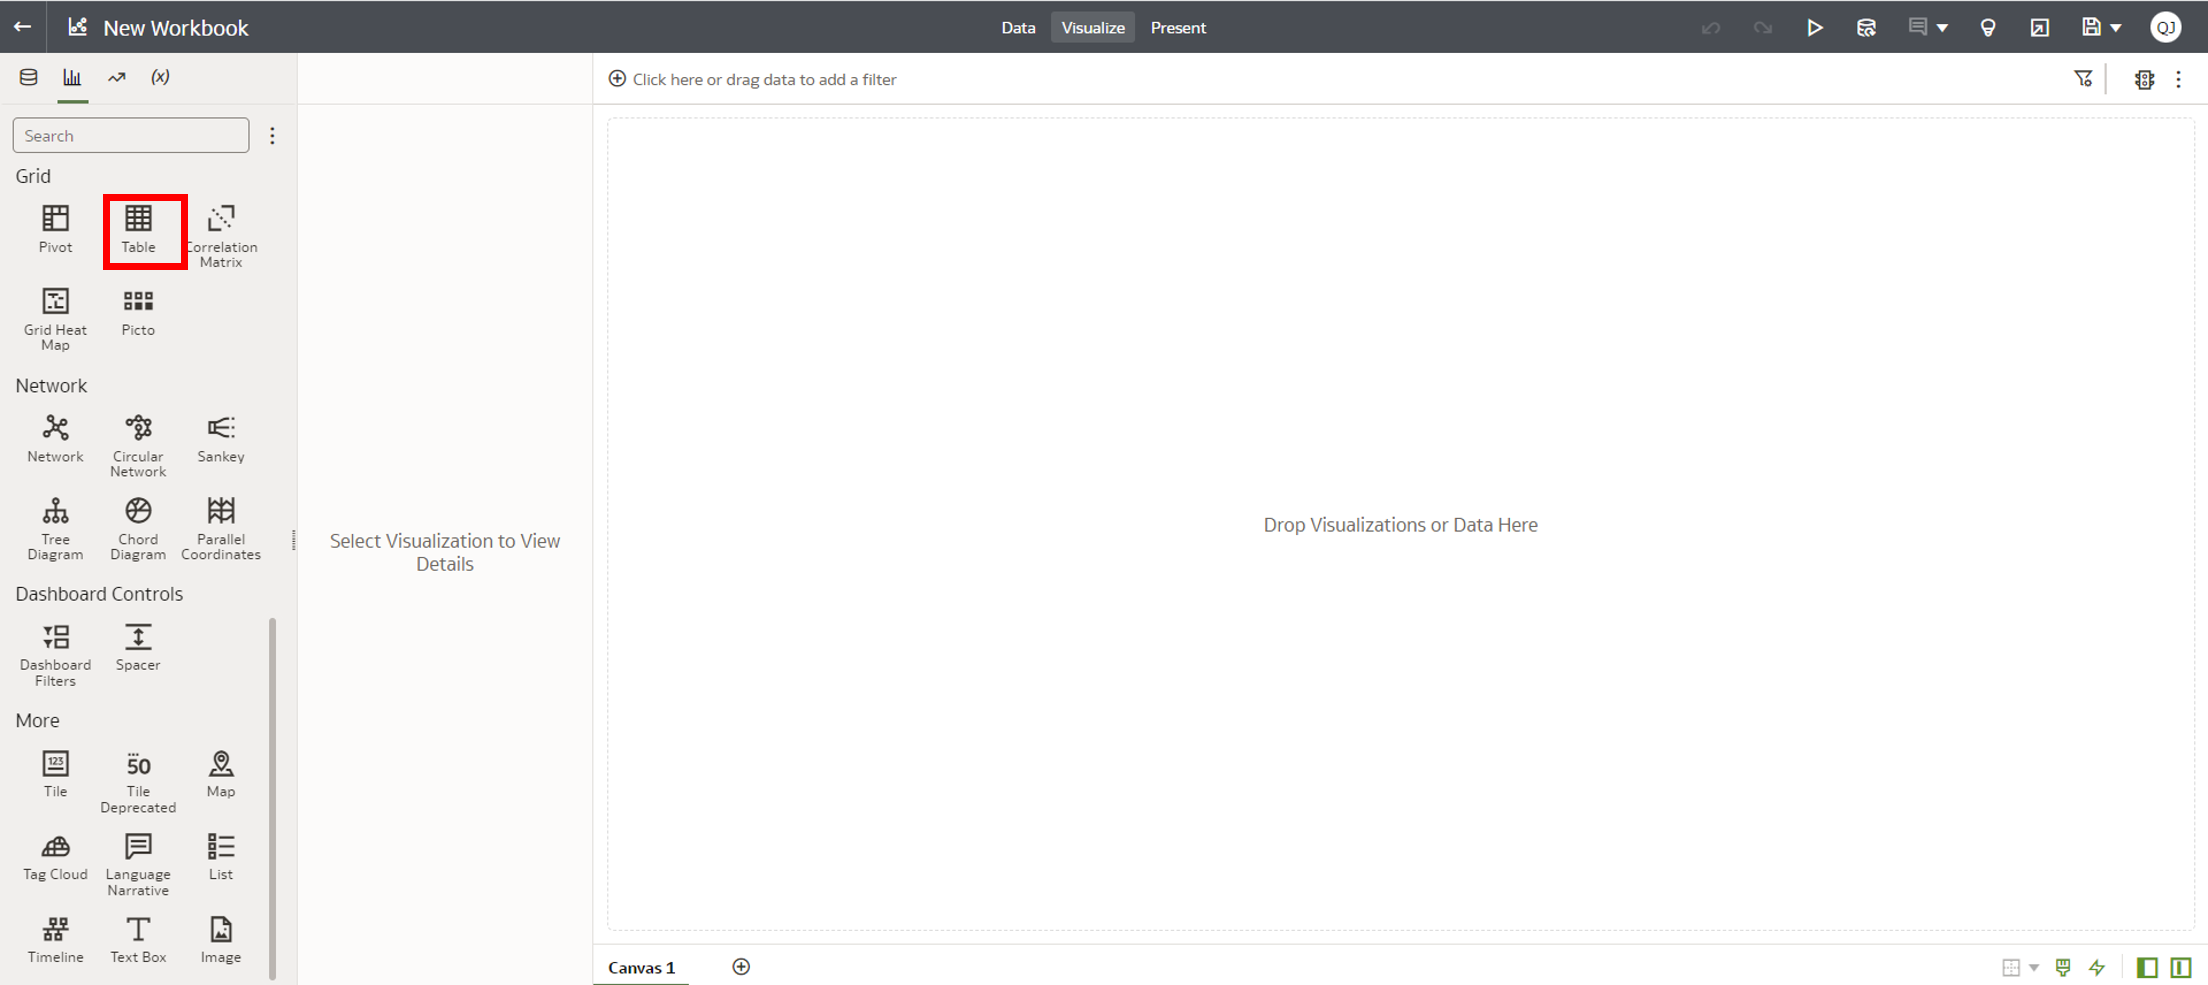 New Workbook
Data Visualize Present
QJ
(x)
Click here or drag data to add a filter
Search
Grid
Pivot
Table
Correlation
Matrix
Grid Heat
Map
Picto
Network
Network
Circular
Network
Sankey
Tree
Diagram
Chord
Diagram
Parallel
Coordinates
Dashboard Controls
Dashboard
Filters
Spacer
More
123
Tile
50
Tile
Deprecated
Map
Tag Cloud
Language
Narrative
List
Timeline
Text Box
Image
Select Visualization to View
Details
Drop Visualizations or Data Here
Canvas 1